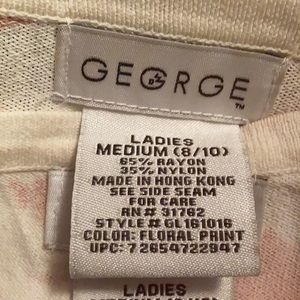 GEORGE
TM
LADIES
MEDIUM (8/10)
65% RAYON
35% NYLON
MADE IN HONG KONG
SEE SIDE SEAM
FOR CARE
RN# 31762
STYLE# GL161016
COLOR: FLORAL PRINT
UPC: 7 2654722947
LADIES